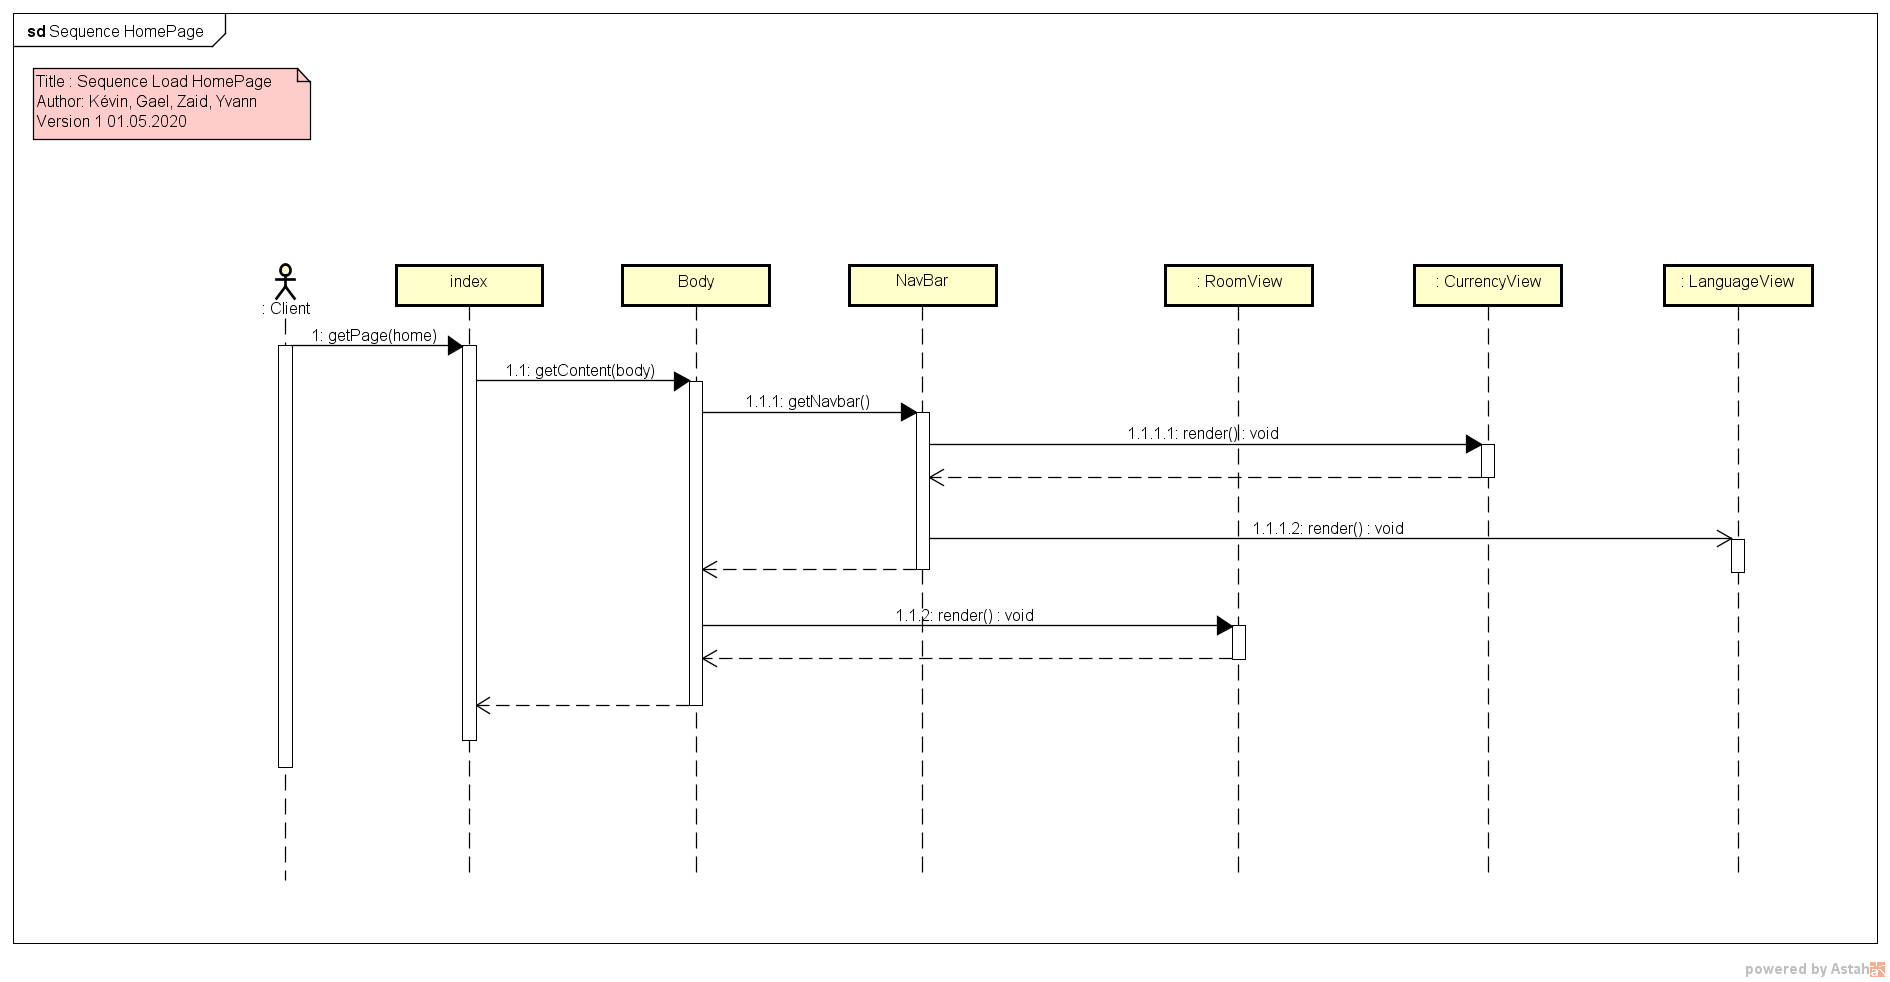 sd Sequence HomePage
Title : Sequence Load HomePage
Author: Kévin, Gael, Zaid, Yvann
Version 1 01.05.2020
: Client
index
Body
NavBar
: RoomView
: CurrencyView
: LanguageView
1: getPage(home)
1.1: getContent(body)
1.1.1: getNavbar()
1.1.1.1: render() : void
1.1.1.2: render() : void
1.1.2: render() : void
powered by Astah